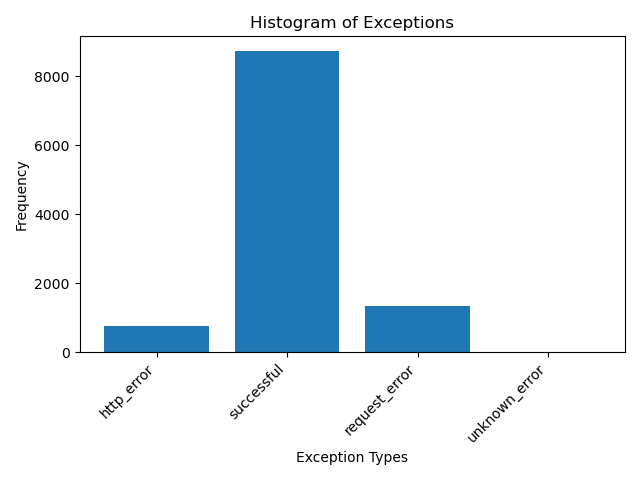 Histogram of Exceptions
Frequency
8000
6000
4000
2000
0
http_error
successful
request_error
unknown_error
Exception Types